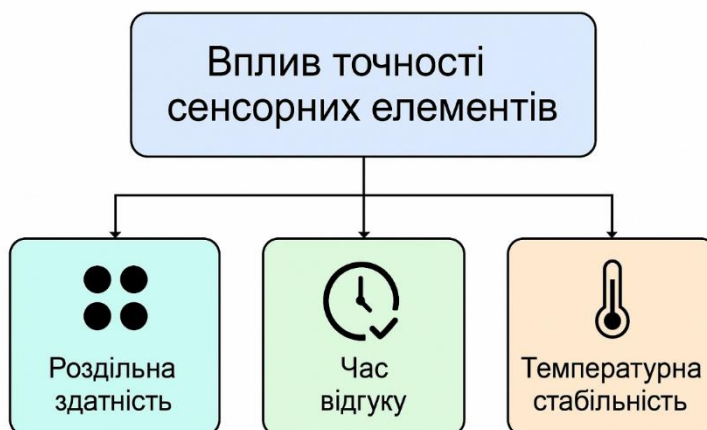 Вплив точності
сенсорних елементів
Роздільна
здатність
Час
відгуку
Температурна
стабільність